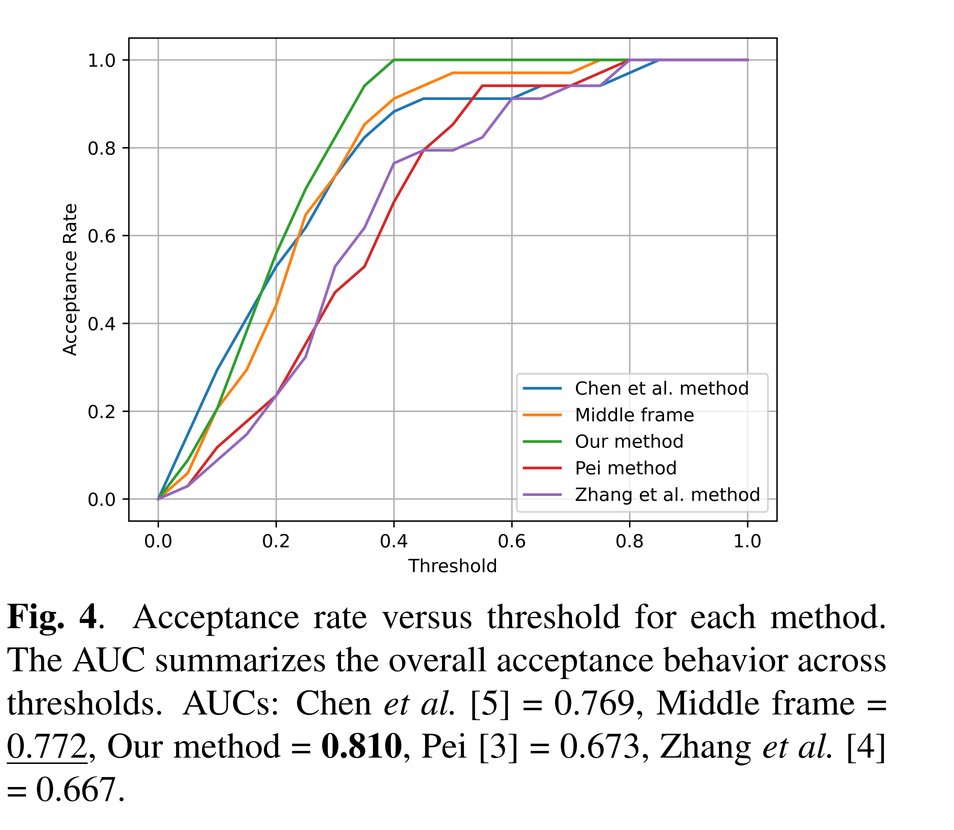 1.0
0.8
0.6
0.4
0.2
0.0
Acceptance Rate
Chen et al. method
Middle frame
Our method
Pei method
Zhang et al. method
0.0 0.2 0.4 0.6 0.8 1.0
Threshold
Fig. 4. Acceptance rate versus threshold for each method.
The AUC summarizes the overall acceptance behavior across
thresholds. AUCs: Chen et al. [5] = 0.769, Middle frame =
0.772, Our method = 0.810, Pei [3] = 0.673, Zhang et al. [4]
= 0.667.